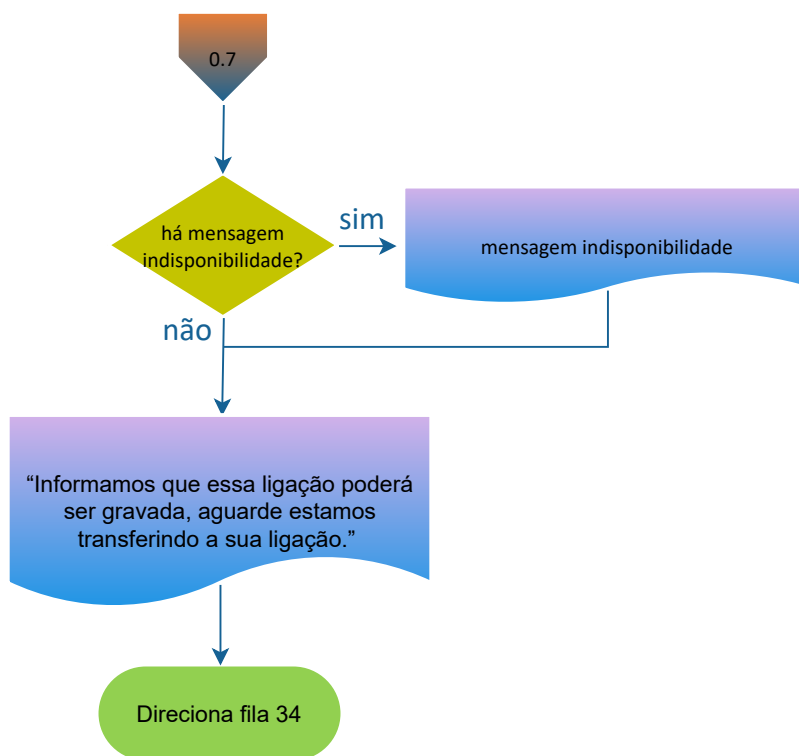 0.7
há mensagem
indisponibilidade?
sim
mensagem indisponibilidade
não
“Informamos que essa ligação poderá
ser gravada, aguarde estamos
transferindo a sua ligação.”
Direciona fila 34